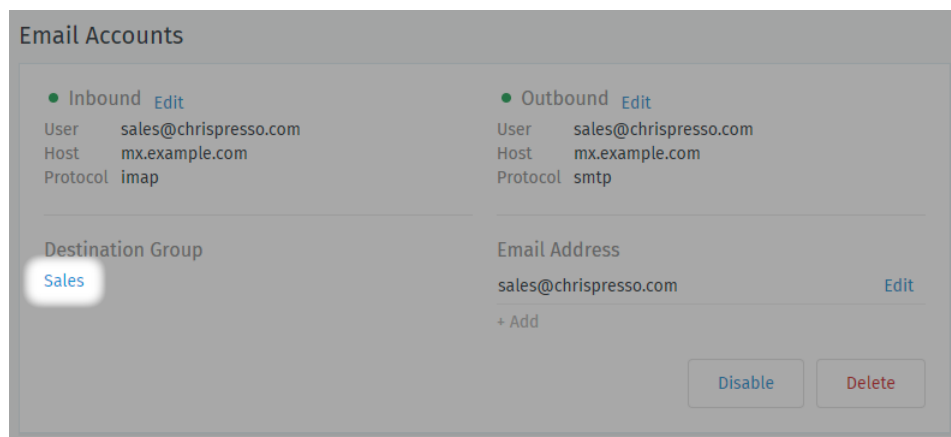 Email Accounts
Inbound Edit
User sales@chrispresso.com
Host mx.example.com
Protocol imap
Outbound Edit
User sales@chrispresso.com
Host mx.example.com
Protocol smtp
Destination Group
Sales
Email Address
sales@chrispresso.com Edit
+ Add
Disable Delete